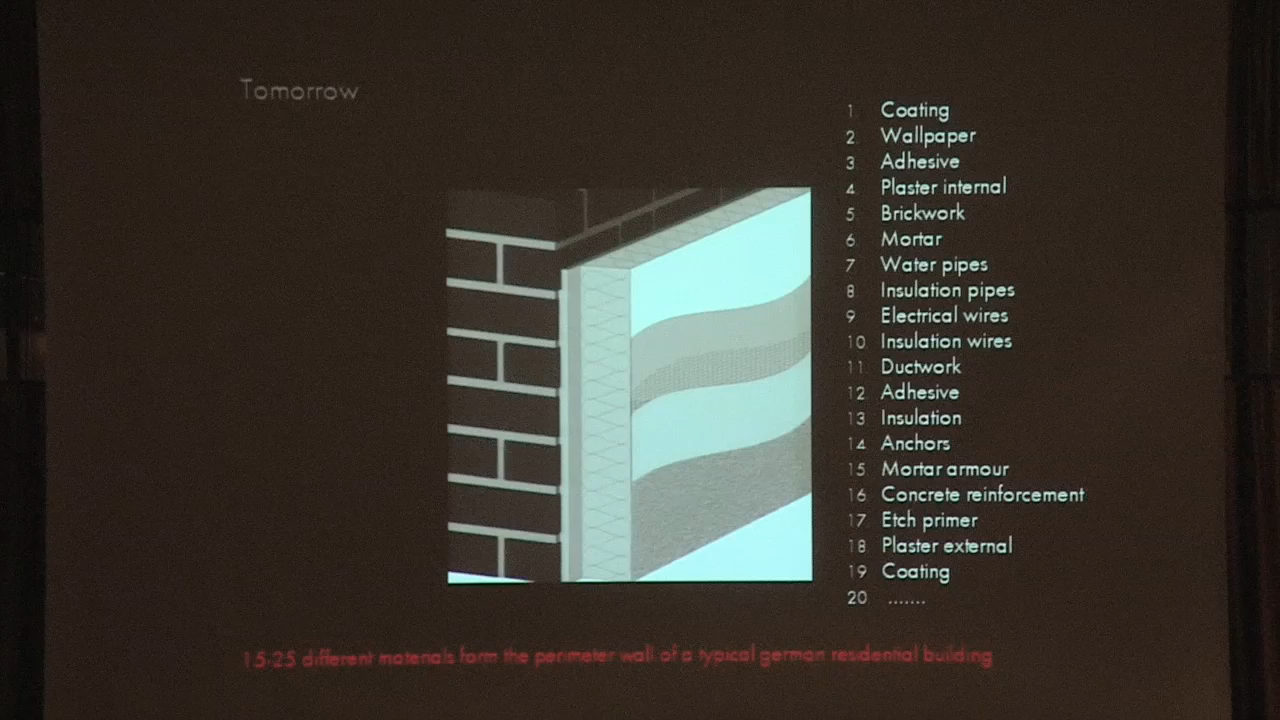 Tomorrow
1 Coating
2 Wallpaper
3 Adhesive
4 Plaster internal
5 Brickwork
6 Mortar
7 Water pipes
8 Insulation pipes
9 Electrical wires
10 Insulation wires
11 Ductwork
12 Adhesive
13 Insulation
14 Anchors
15 Mortar armour
16 Concrete reinforcement
17 Etch primer
18 Plaster external
19 Coating
20 .......
15-25 different materials form the perimeter wall of a typical german residential building